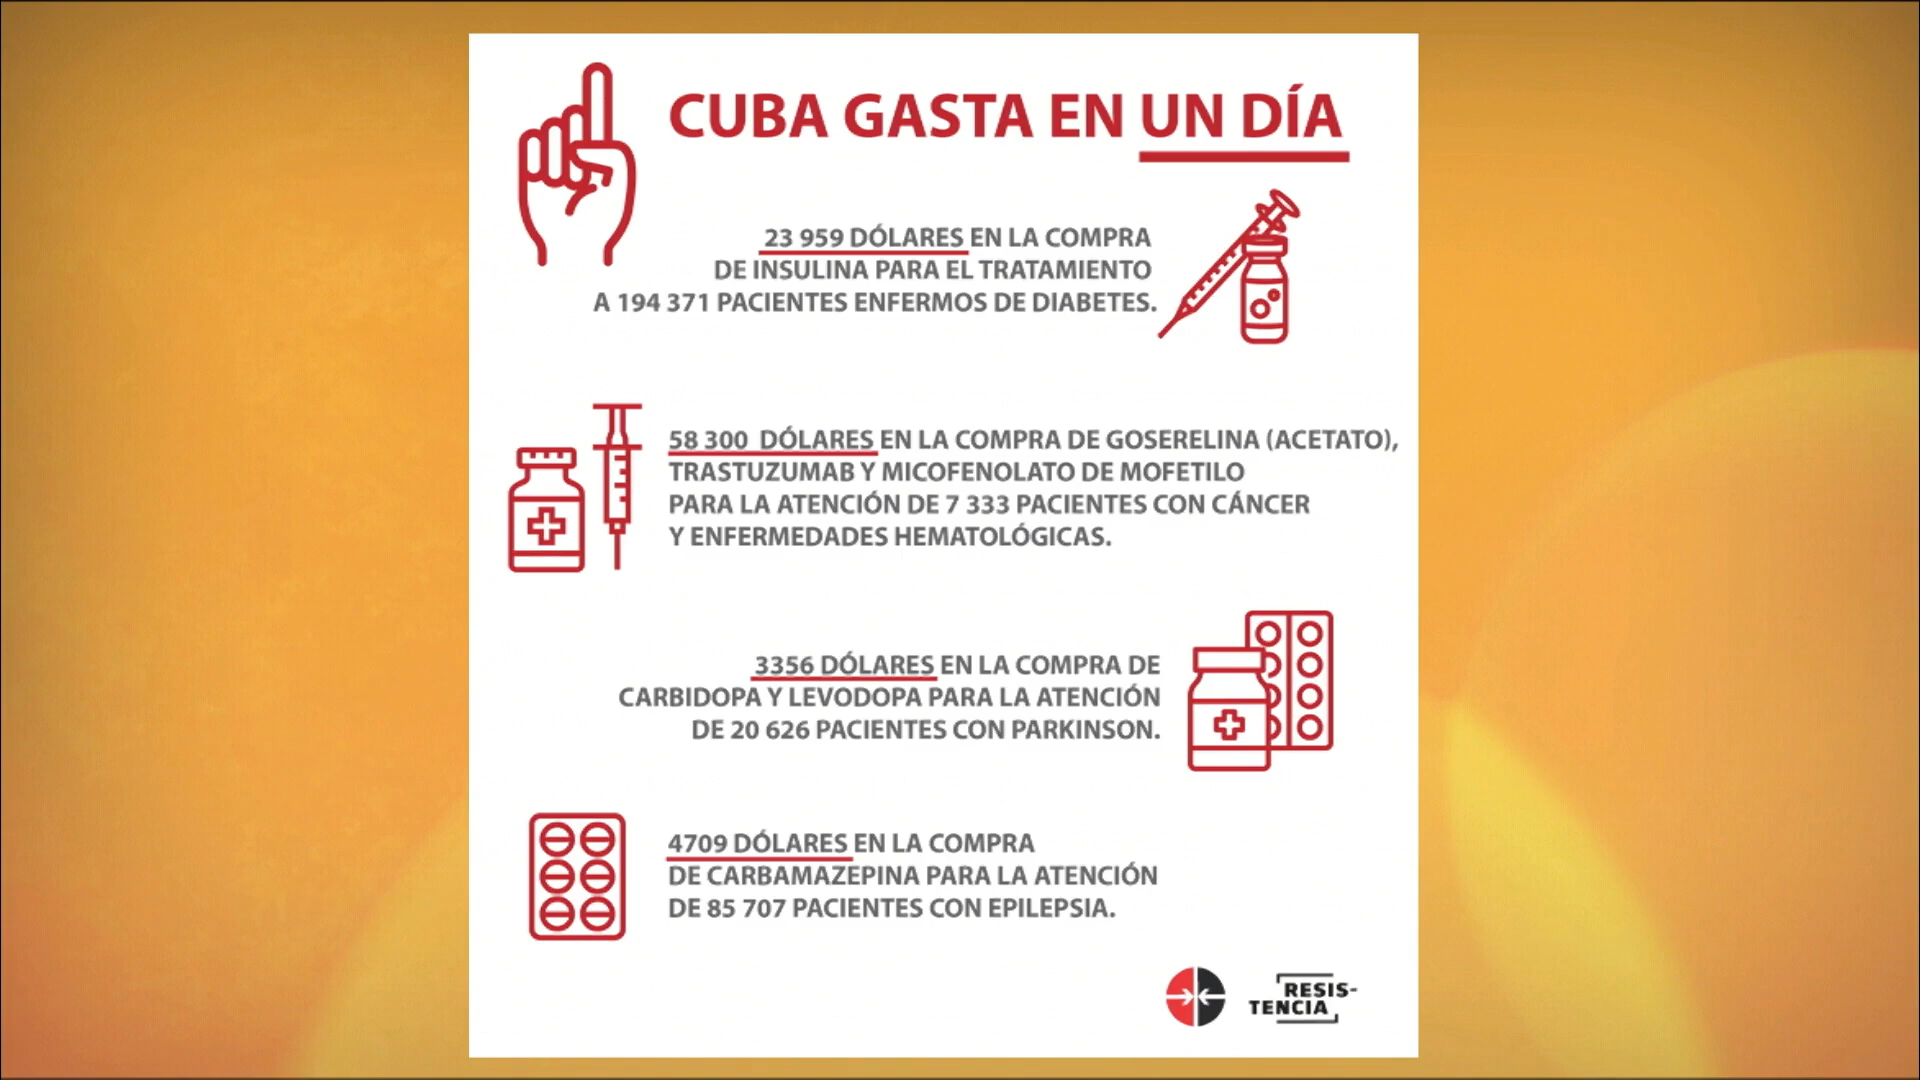 CUBA GASTA EN UN DÍA
23 959 DÓLARES EN LA COMPRA
DE INSULINA PARA EL TRATAMIENTO
A 194 371 PACIENTES ENFERMOS DE DIABETES.
58 300 DÓLARES EN LA COMPRA DE GOSERELINA (ACETATO),
TRASTUZUMAB Y MICOFENOLATO DE MOFETILO
PARA LA ATENCIÓN DE 7 333 PACIENTES CON CÁNCER
Y ENFERMEDADES HEMATOLÓGICAS.
3356 DÓLARES EN LA COMPRA DE
CARBIDOPA Y LEVODOPA PARA LA ATENCIÓN
DE 20 626 PACIENTES CON PARKINSON.
4709 DÓLARES EN LA COMPRA
DE CARBAMAZEPINA PARA LA ATENCIÓN
DE 85 707 PACIENTES CON EPILEPSIA.
RESIS-
TENCIA